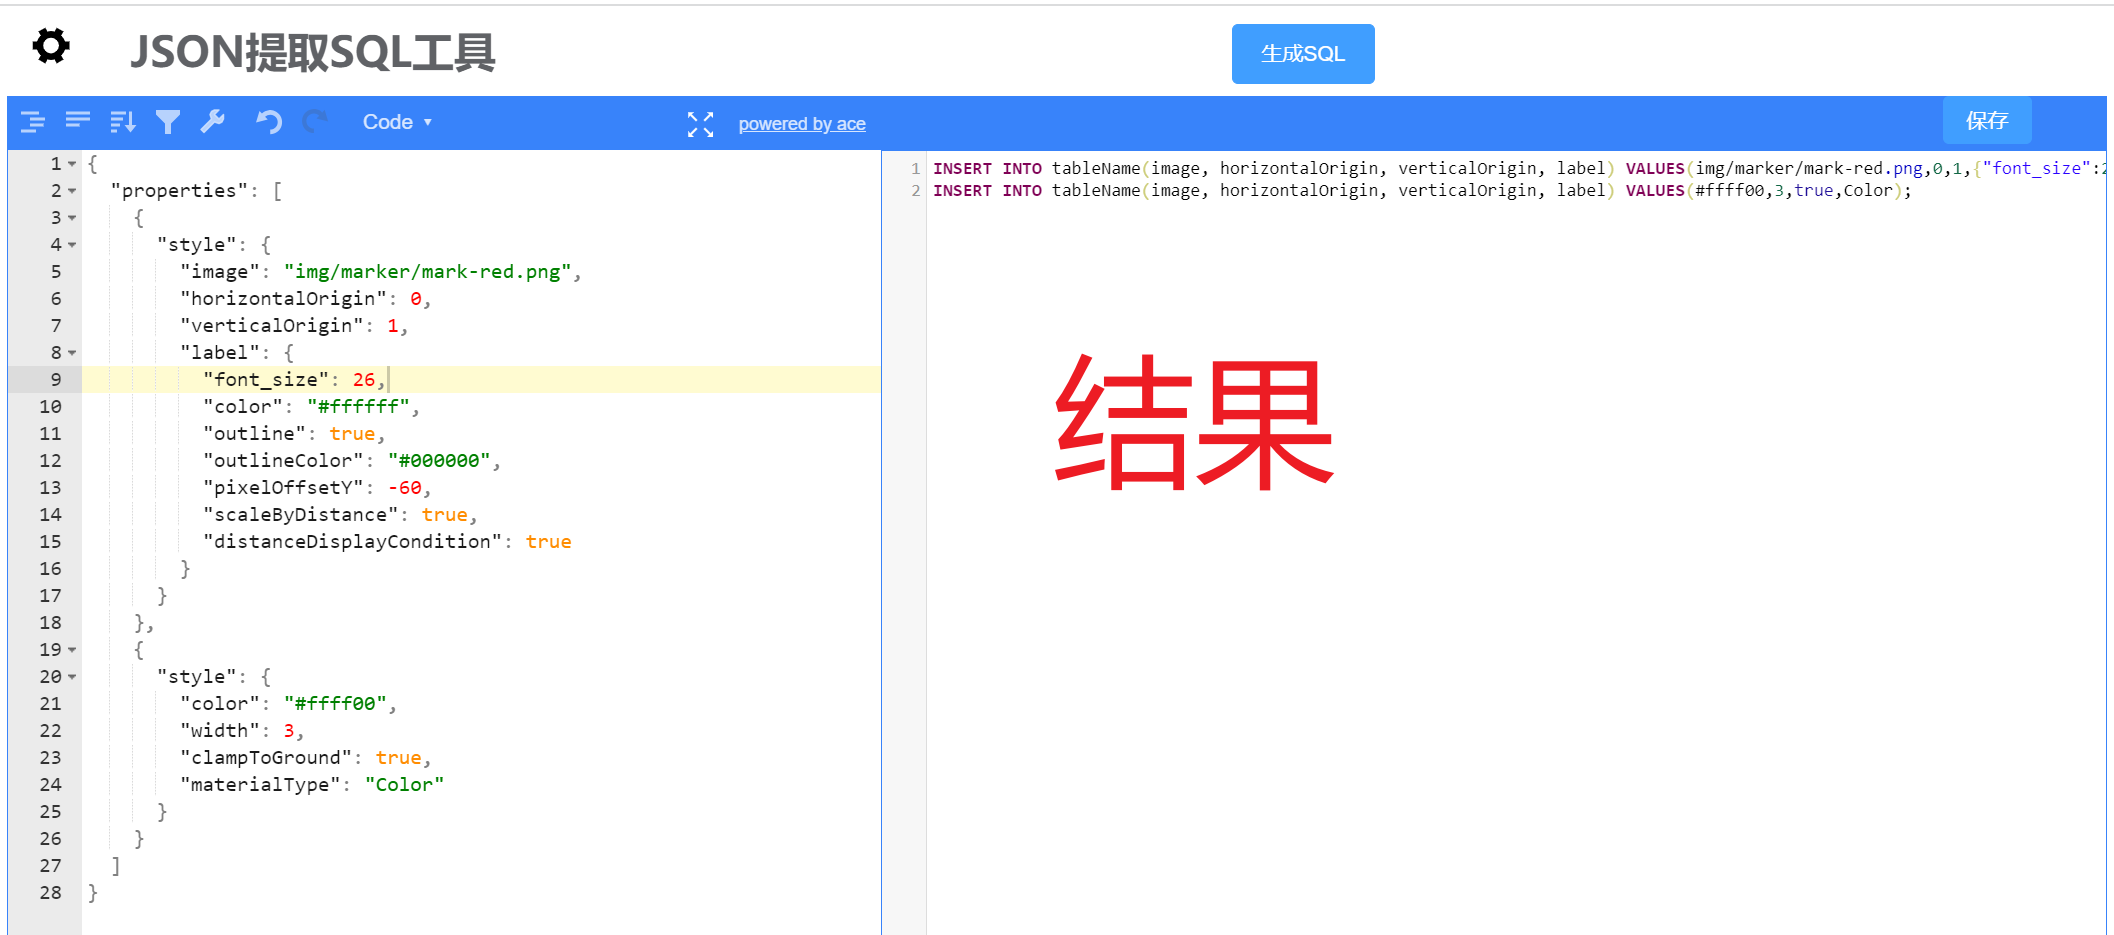 JSON提取SQL工具
生成SQL
Code
powered by ace
保存
1 {
2 "properties": [
3 {
4 "style": {
5 "image": "img/marker/mark-red.png",
6 "horizontalOrigin": 0,
7 "verticalOrigin": 1,
8 "label": {
9 "font_size": 26,
10 "color": "#ffffff",
11 "outline": true,
12 "outlineColor": "#000000",
13 "pixelOffsetY": -60,
14 "scaleByDistance": true,
15 "distanceDisplayCondition": true
16 }
17 }
18 },
19 {
20 "style": {
21 "color": "#ffff00",
22 "width": 3,
23 "clampToGround": true,
24 "materialType": "Color"
25 }
26 }
27 ]
28 }
1 INSERT INTO tableName(image, horizontalOrigin, verticalOrigin, label) VALUES(img/marker/mark-red.png,0,1,{"font_size":2
2 INSERT INTO tableName(image, horizontalOrigin, verticalOrigin, label) VALUES(#ffff00,3,true,Color);
结果